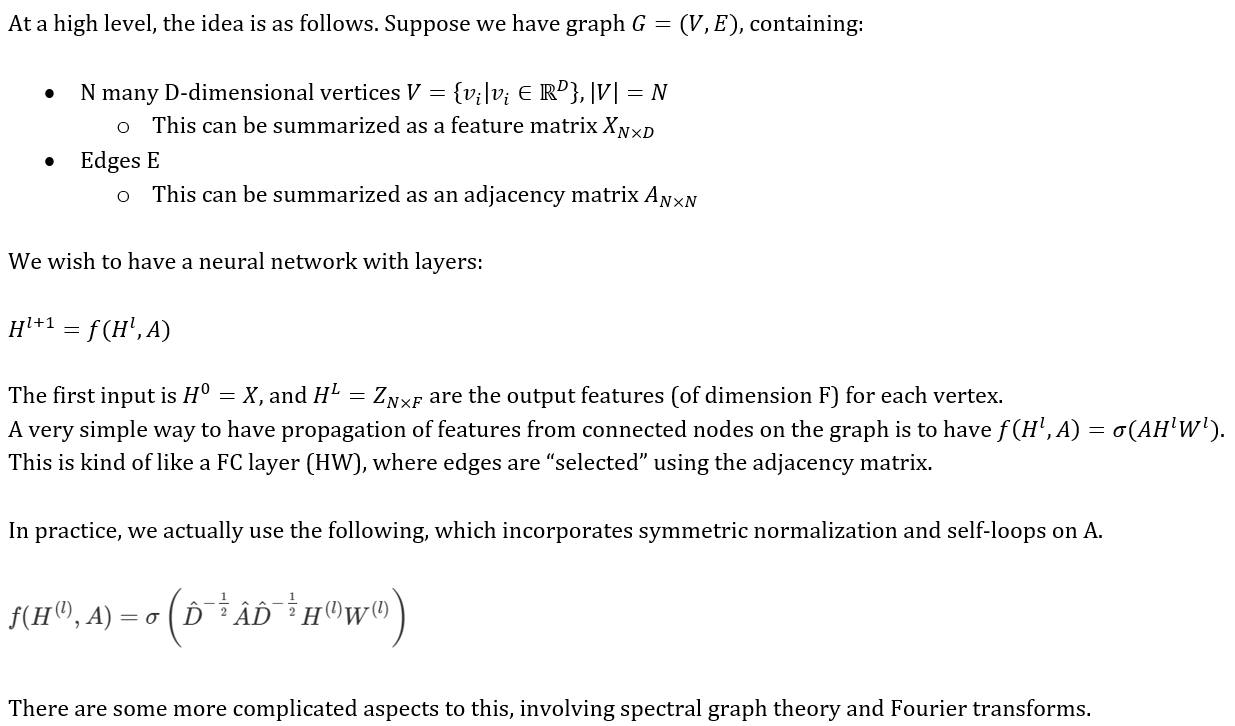 At a high level, the idea is as follows. Suppose we have graph G = (V, E), containing:
• N many D-dimensional vertices V = {vᵢ|vᵢ ∈ ℝᴰ}, |V| = N
○ This can be summarized as a feature matrix X_{N×D}
• Edges E
○ This can be summarized as an adjacency matrix A_{N×N}
We wish to have a neural network with layers:
H^{l+1} = f(H^l, A)
The first input is H^0 = X, and H^L = Z_{N×F} are the output features (of dimension F) for each vertex.
A very simple way to have propagation of features from connected nodes on the graph is to have f(H^l, A) = σ(AH^lW^l).
This is kind of like a FC layer (HW), where edges are “selected” using the adjacency matrix.
In practice, we actually use the following, which incorporates symmetric normalization and self-loops on A.
f(H^{(l)}, A) = σ(D̂^{-1/2}ÂD̂^{-1/2}H^{(l)}W^{(l)})
There are some more complicated aspects to this, involving spectral graph theory and Fourier transforms.